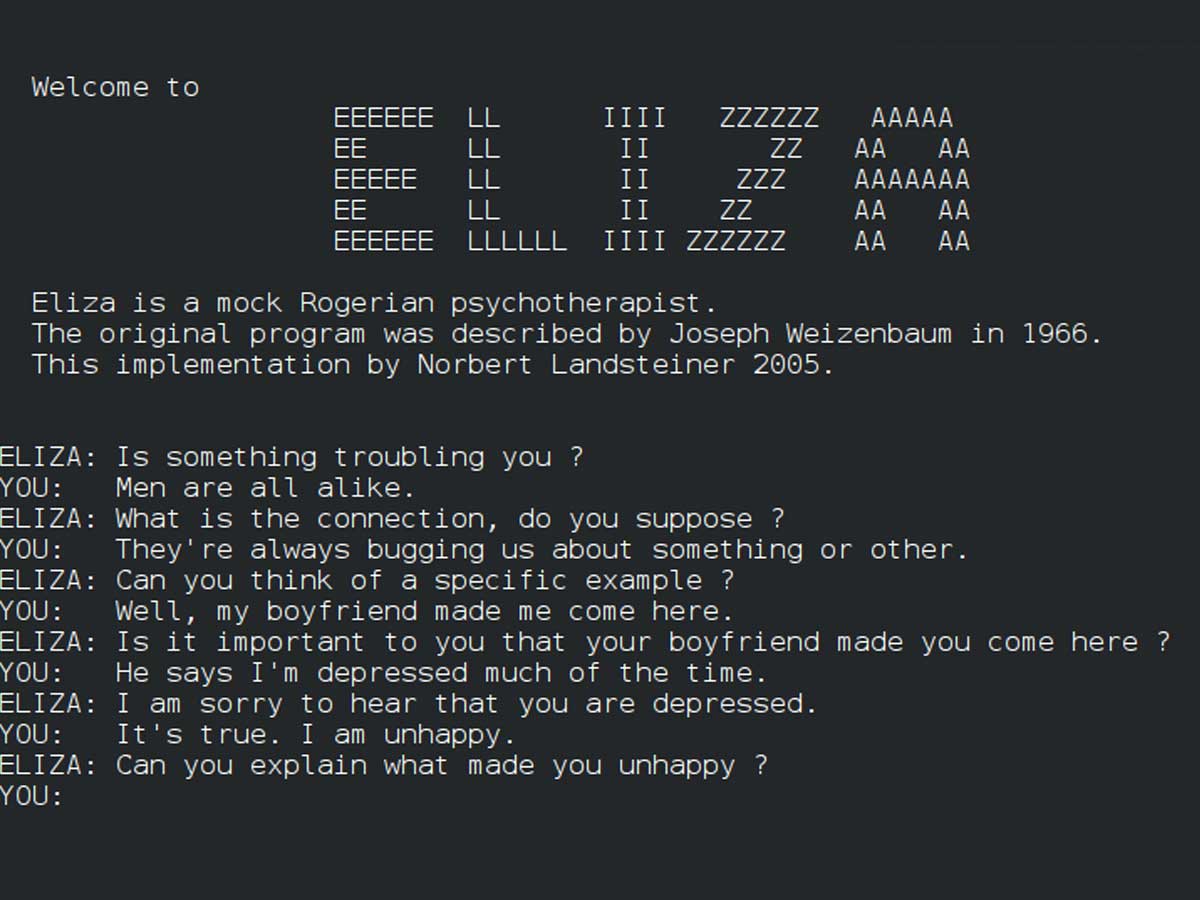 Welcome to
EEEEEE  LL      IIII   ZZZZZZ   AAAAA
EE      LL       II       ZZ   AA   AA
EEEEE   LL       II     ZZZ    AAAAAAA
EE      LL       II    ZZ      AA   AA
EEEEEE  LLLLLL  IIII ZZZZZZ    AA   AA
Eliza is a mock Rogerian psychotherapist.
The original program was described by Joseph Weizenbaum in 1966.
This implementation by Norbert Landsteiner 2005.
ELIZA: Is something troubling you ?
YOU:   Men are all alike.
ELIZA: What is the connection, do you suppose ?
YOU:   They're always bugging us about something or other.
ELIZA: Can you think of a specific example ?
YOU:   Well, my boyfriend made me come here.
ELIZA: Is it important to you that your boyfriend made you come here ?
YOU:   He says I'm depressed much of the time.
ELIZA: I am sorry to hear that you are depressed.
YOU:   It's true. I am unhappy.
ELIZA: Can you explain what made you unhappy ?
YOU: